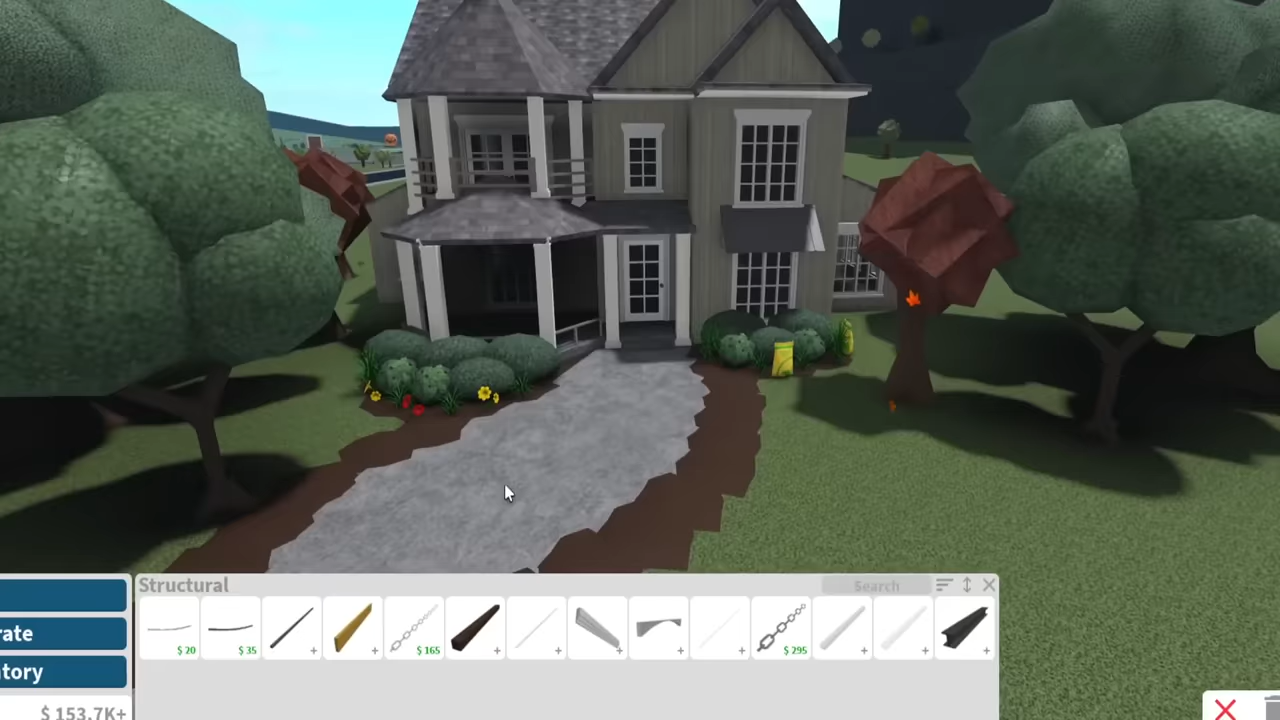 Structural
Search
$ 20
$ 35
$ 165
$ 295
rate
tory
$ 153.7K+